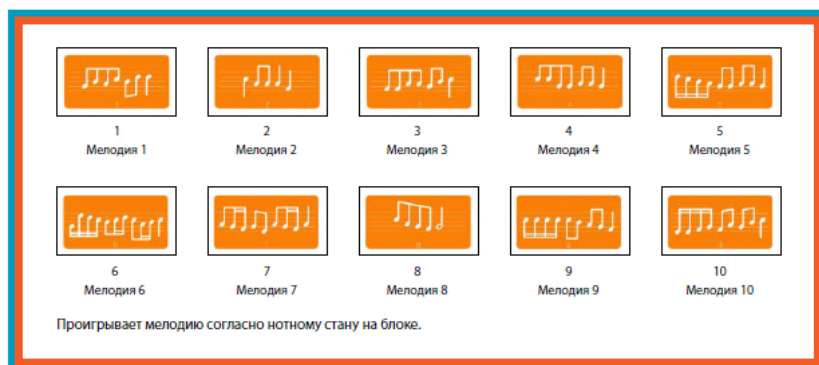 1 2 3 4 5
Мелодия 1 Мелодия 2 Мелодия 3 Мелодия 4 Мелодия 5
6 7 8 9 10
Мелодия 6 Мелодия 7 Мелодия 8 Мелодия 9 Мелодия 10
Проигрывает мелодию согласно нотному стану на блоке.